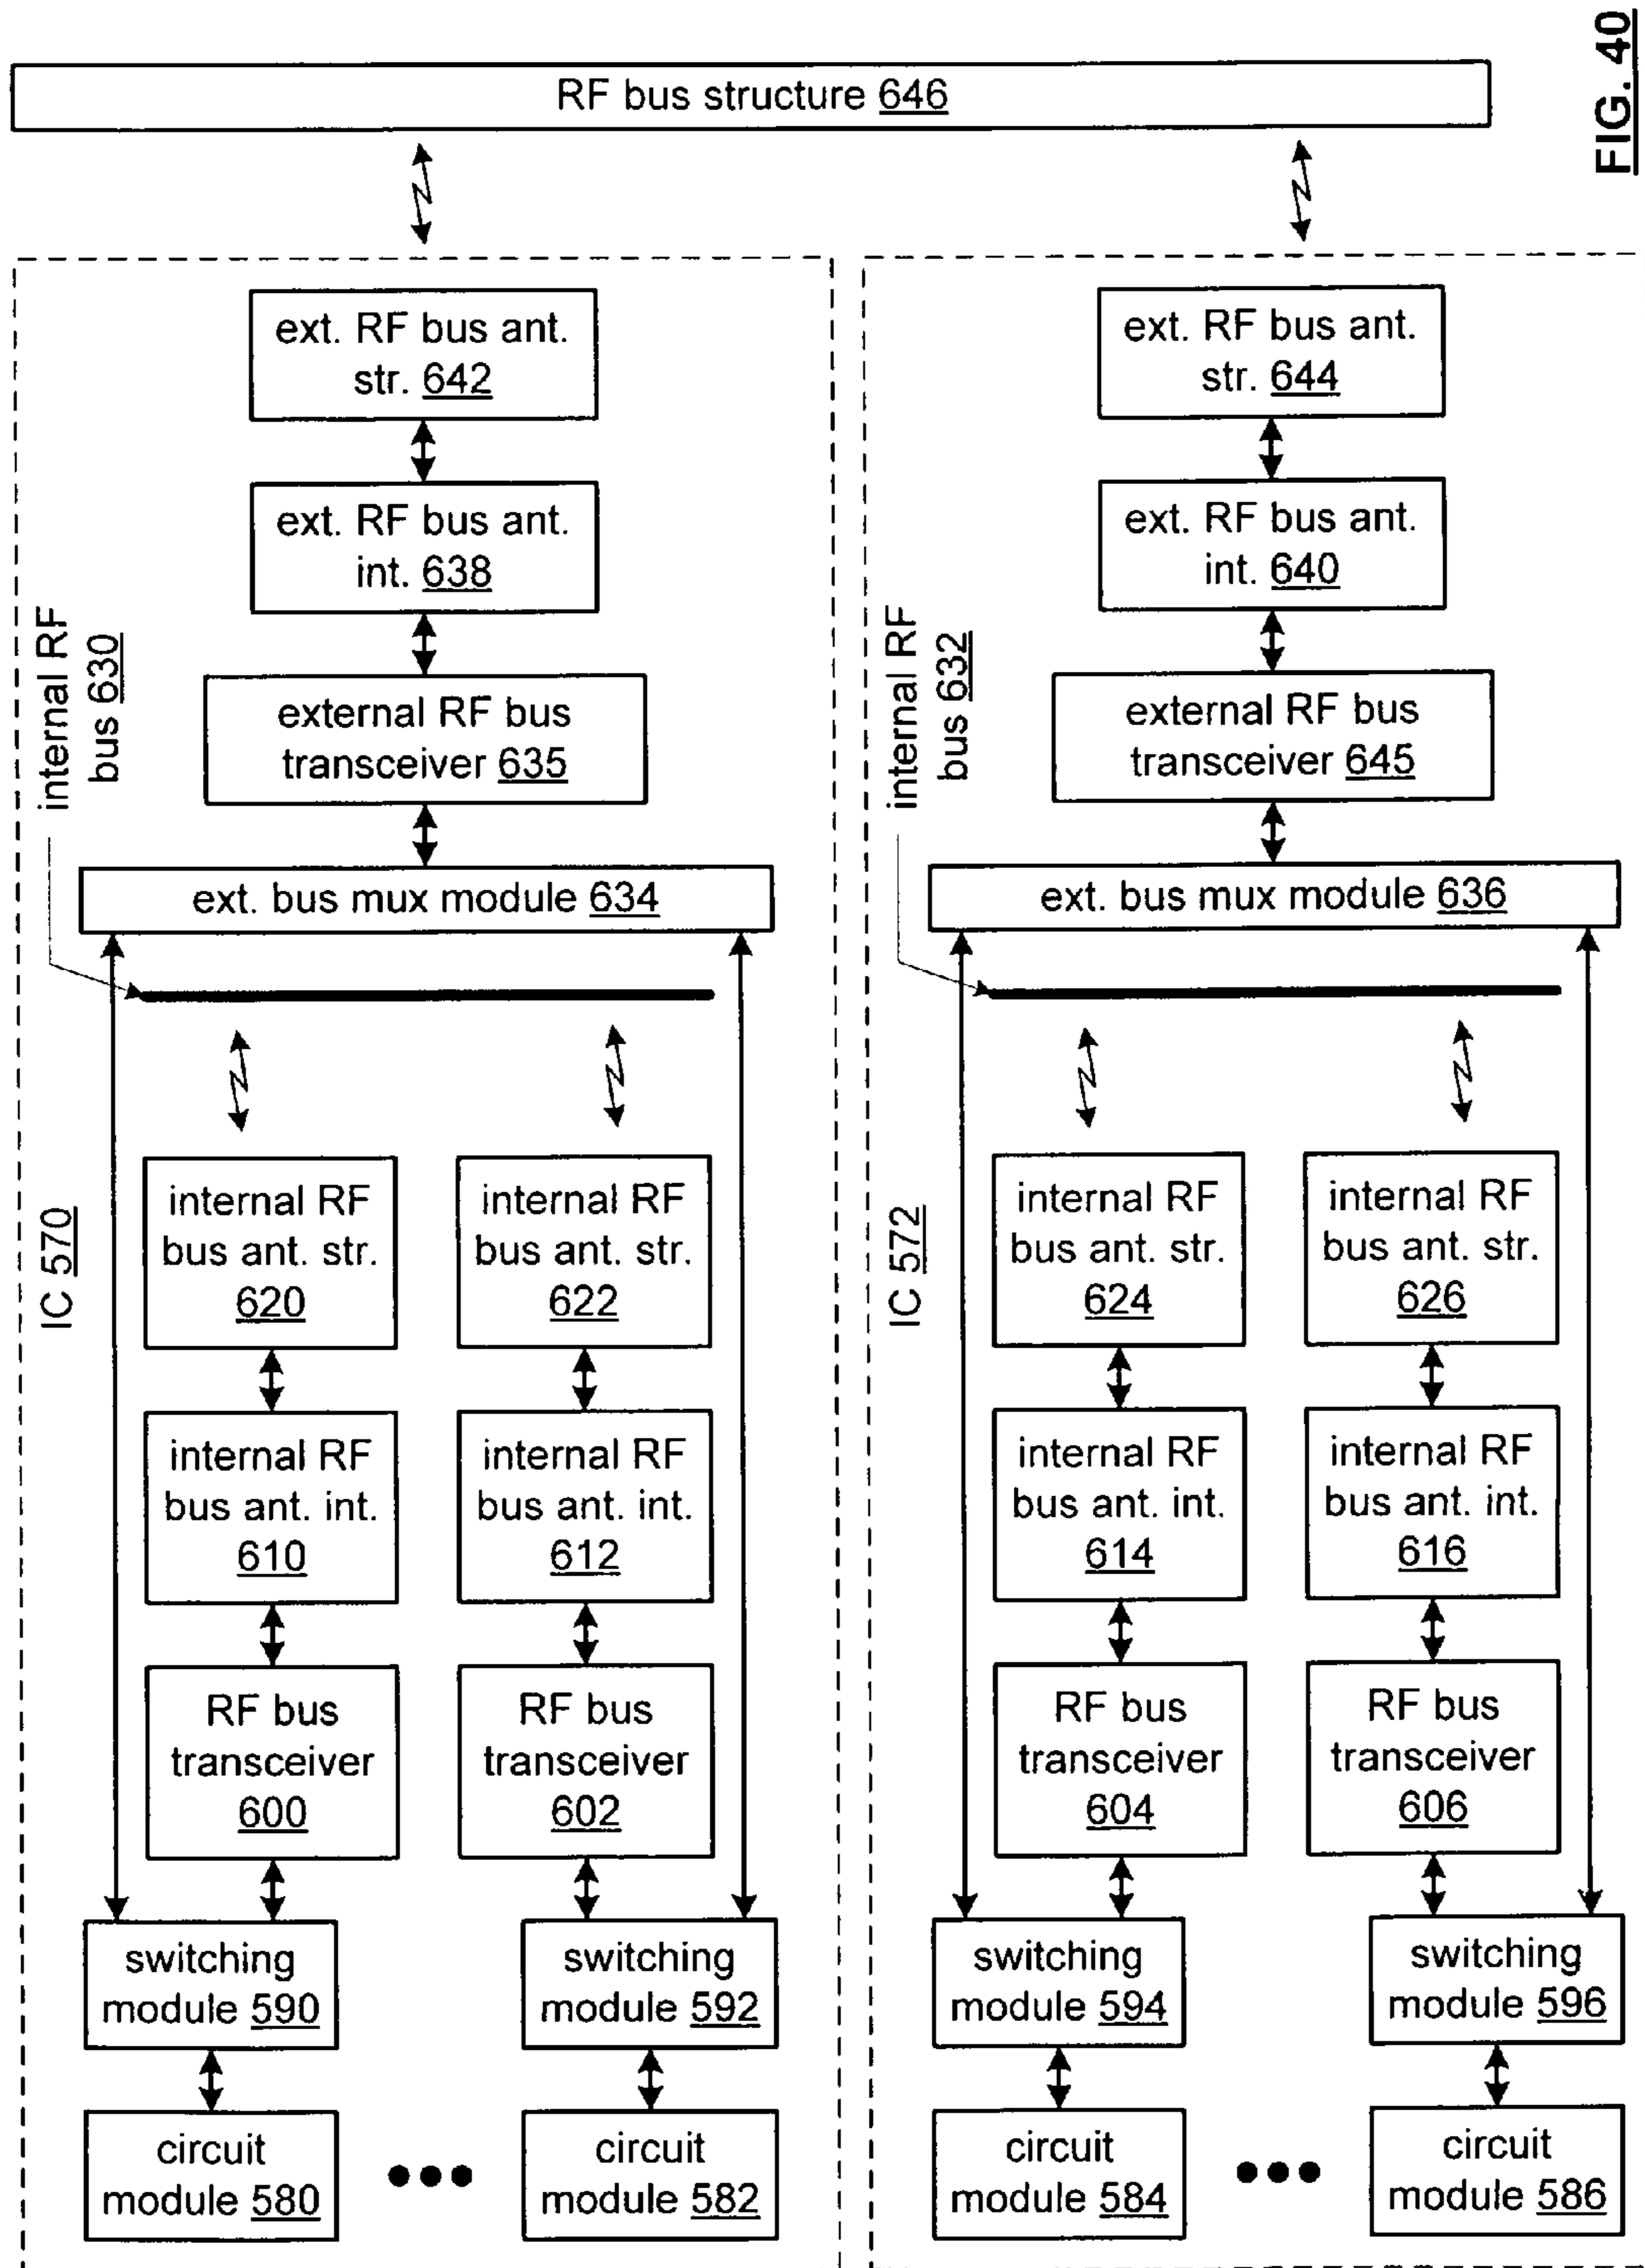 FIG. 40
RF bus structure 646
ext. RF bus ant.
str. 642
ext. RF bus ant.
int. 638
internal RF
bus 630
external RF bus
transceiver 635
ext. bus mux module 634
IC 570
internal RF
bus ant. str.
620
internal RF
bus ant. str.
622
internal RF
bus ant. int.
610
internal RF
bus ant. int.
612
RF bus
transceiver
600
RF bus
transceiver
602
switching
module 590
switching
module 592
circuit
module 580
circuit
module 582
ext. RF bus ant.
str. 644
ext. RF bus ant.
int. 640
internal RF
bus 632
external RF bus
transceiver 645
ext. bus mux module 636
IC 572
internal RF
bus ant. str.
624
internal RF
bus ant. str.
626
internal RF
bus ant. int.
614
internal RF
bus ant. int.
616
RF bus
transceiver
604
RF bus
transceiver
606
switching
module 594
switching
module 596
circuit
module 584
circuit
module 586